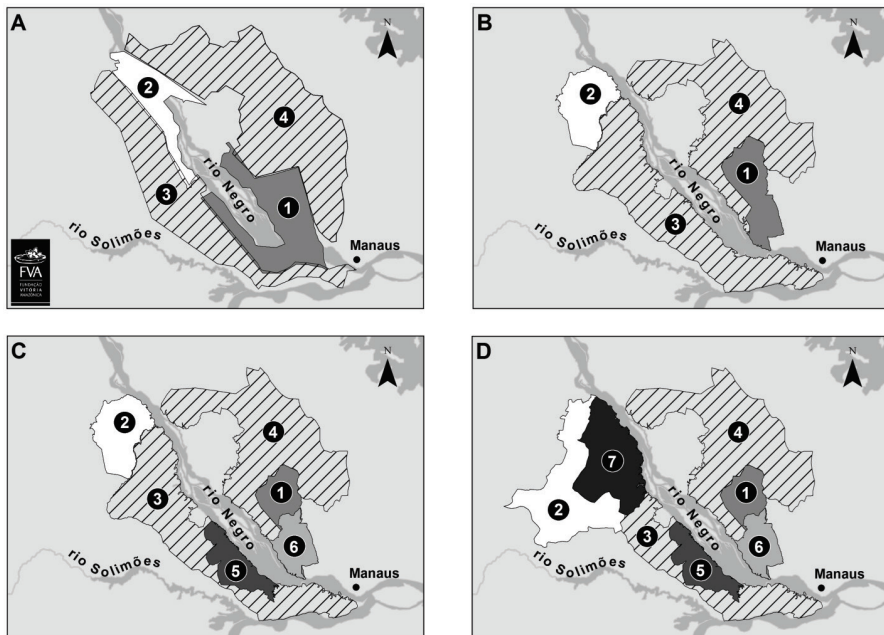 A
N
2
4
rio Negro
3
1
rio Solimões
Manaus
FVA
FUNDAÇÃO
VITÓRIA
AMAZÔNICA
B
N
2
4
1
rio Negro
3
rio Solimões
Manaus
C
N
2
4
3
1
rio Negro
6
5
rio Solimões
Manaus
D
N
4
7
2
1
rio Negro
3
6
5
rio Solimões
Manaus